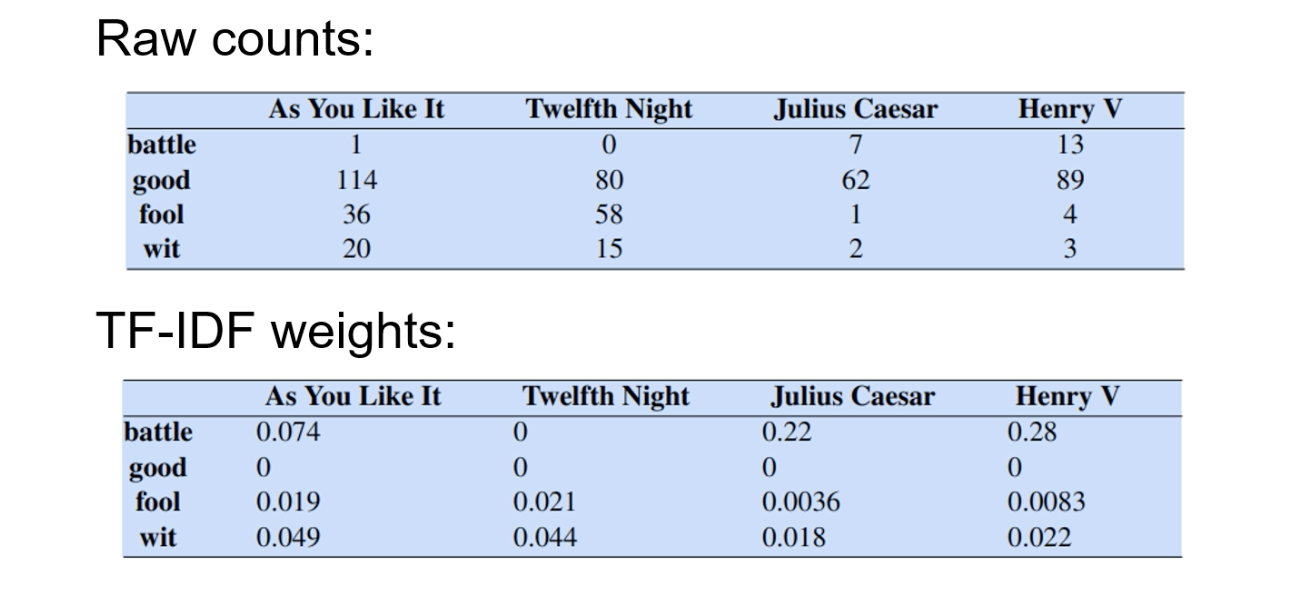 Raw counts:
As You Like It Twelfth Night Julius Caesar Henry V
battle 1 0 7 13
good 114 80 62 89
fool 36 58 1 4
wit 20 15 2 3
TF-IDF weights:
As You Like It Twelfth Night Julius Caesar Henry V
battle 0.074 0 0.22 0.28
good 0 0 0 0
fool 0.019 0.021 0.0036 0.0083
wit 0.049 0.044 0.018 0.022